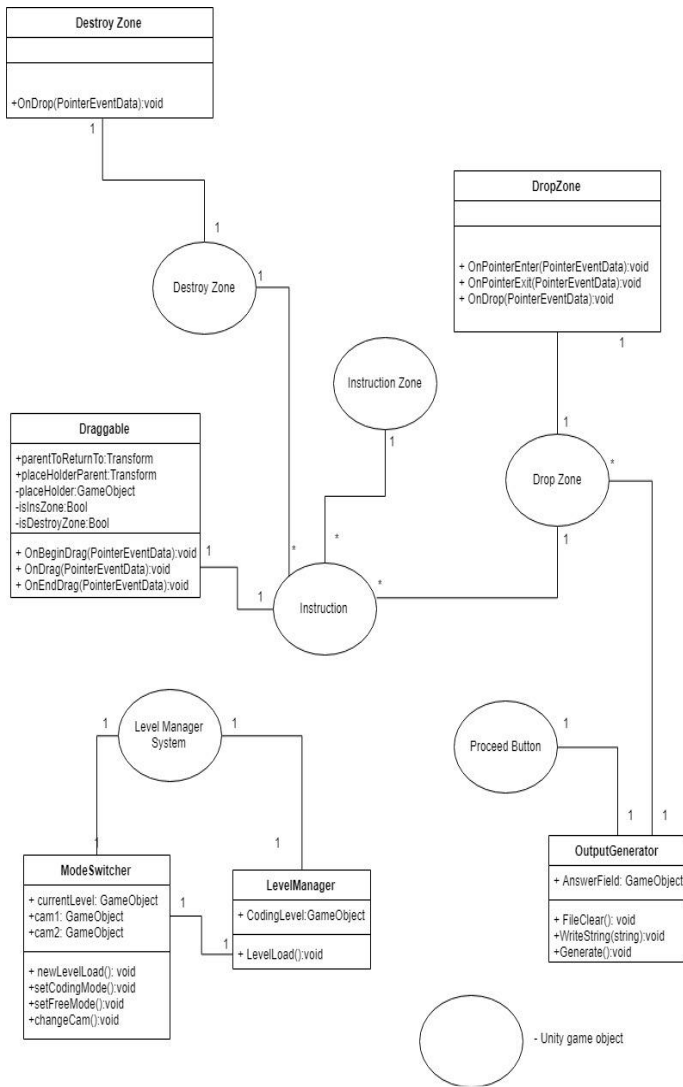 Destroy Zone
+OnDrop(PointerEventData):void
1
1
Destroy Zone
1
DropZone
+ OnPointerEnter(PointerEventData):void
+ OnPointerExit(PointerEventData):void
+ OnDrop(PointerEventData):void
1
Instruction Zone
1
1
Drop Zone
*
1
Draggable
+parentToReturnTo:Transform
+placeHolderParent:Transform
-placeHolder:GameObject
-isInsZone:Bool
-isDestroyZone:Bool
+ OnBeginDrag(PointerEventData):void
+ OnDrag(PointerEventData):void
+ OnEndDrag(PointerEventData):void
1
1
*
*
*
Instruction
1
Level Manager
System
1
1
Proceed Button
1
1
1
1
1
ModeSwitcher
+ currentLevel: GameObject
+ cam1: GameObject
+cam2: GameObject
+ newLevelLoad(): void
+setCodingMode():void
+setFreeMode():void
+changeCam():void
1
1
LevelManager
+ CodingLevel:GameObject
+ LevelLoad():void
OutputGenerator
+ AnswerField: GameObject
+ FileClear(): void
+WriteString(string):void
+Generate():void
- Unity game object